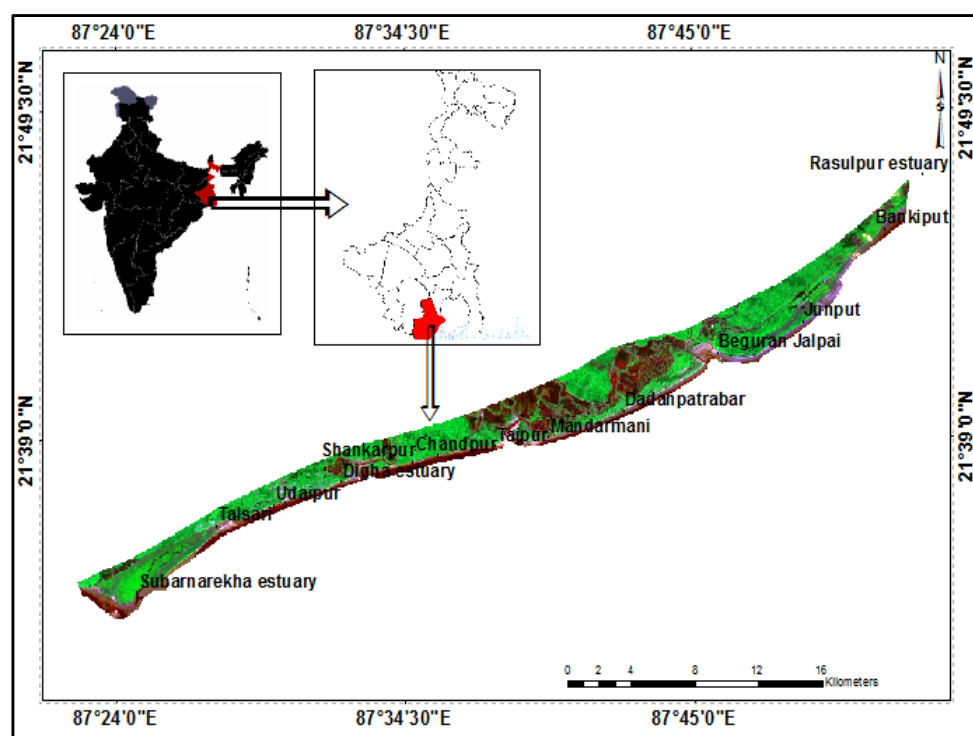 87°24'0"E 87°34'30"E 87°45'0"E
21°49'30"N
21°49'30"N
N
S
Rasulpur estuary
Bankiput
Junput
Beguran Jalpai
Dadanpatrabar
Mandarmani
Tajpur
Chandpur
Shankarpur
Digha estuary
Udaipur
Talsari
Subarnarekha estuary
21°39'0"N
21°39'0"N
0 2 4 8 12 16
Kilometers
87°24'0"E 87°34'30"E 87°45'0"E